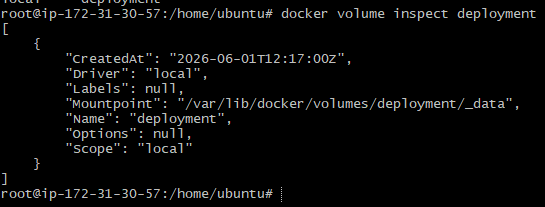 local     deployment
root@ip-172-31-30-57:/home/ubuntu# docker volume inspect deployment
[
    {
        "CreatedAt": "2026-06-01T12:17:00Z",
        "Driver": "local",
        "Labels": null,
        "Mountpoint": "/var/lib/docker/volumes/deployment/_data",
        "Name": "deployment",
        "Options": null,
        "Scope": "local"
    }
]
root@ip-172-31-30-57:/home/ubuntu#